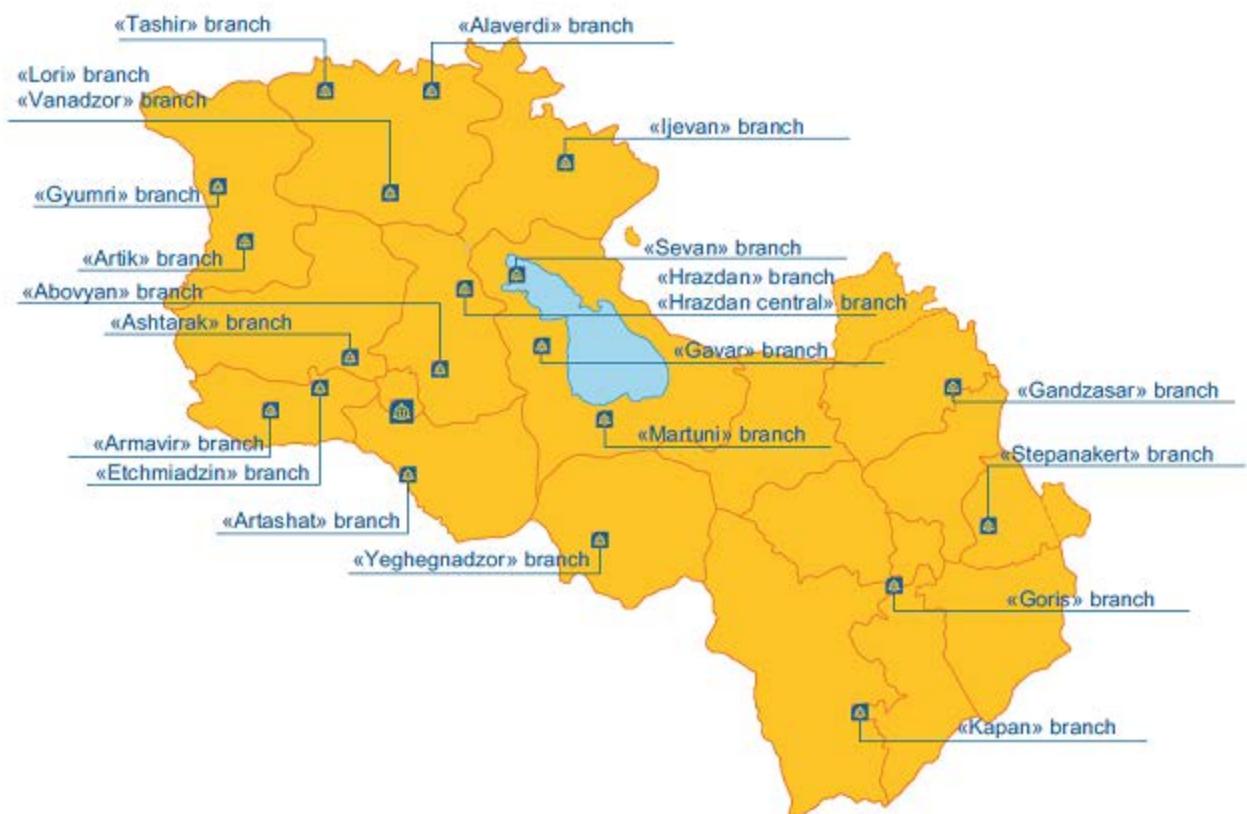 «Tashir» branch
«Alaverdi» branch
«Lori» branch
«Vanadzor» branch
«Ijevan» branch
«Gyumri» branch
«Artik» branch
«Sevan» branch
«Hrazdan» branch
«Abovyan» branch
«Hrazdan central» branch
«Ashtarak» branch
«Gavar» branch
«Gandzasar» branch
«Armavir» branch
«Martuni» branch
«Etchmiadzin» branch
«Stepanakert» branch
«Artashat» branch
«Yeghegnadzor» branch
«Goris» branch
«Kapan» branch